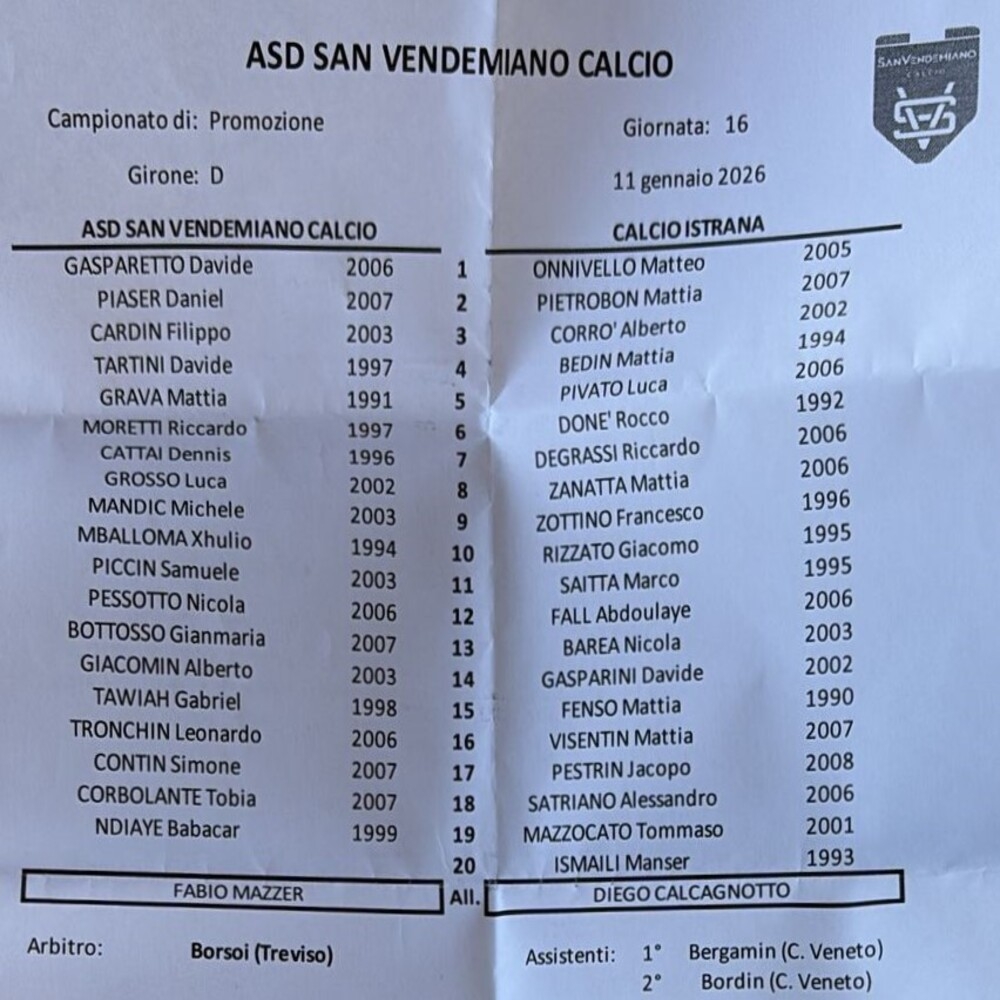 ASD SAN VENDEMIANO CALCIO
SANVENDEMIANO
CALCIO
Campionato di: Promozione Giornata: 16
Girone: D 11 gennaio 2026
ASD SAN VENDEMIANO CALCIO CALCIO ISTRANA
GASPARETTO Davide 2006 1 ONNIVELLO Matteo 2005
PIASER Daniel 2007 2 PIETROBON Mattia 2007
CARDIN Filippo 2003 3 CORRO' Alberto 2002
TARTINI Davide 1997 4 BEDIN Mattia 1994
GRAVA Mattia 1991 5 PIVATO Luca 2006
MORETTI Riccardo 1997 6 DONE' Rocco 1992
CATTAI Dennis 1996 7 DEGRASSI Riccardo 2006
GROSSO Luca 2002 8 ZANATTA Mattia 2006
MANDIC Michele 2003 9 ZOTTINO Francesco 1996
MBALLOMA Xhulio 1994 10 RIZZATO Giacomo 1995
PICCIN Samuele 2003 11 SAITTA Marco 1995
PESSOTTO Nicola 2006 12 FALL Abdoulaye 2006
BOTTOSSO Gianmaria 2007 13 BAREA Nicola 2003
GIACOMIN Alberto 2003 14 GASPARINI Davide 2002
TAWIAH Gabriel 1998 15 FENSO Mattia 1990
TRONCHIN Leonardo 2006 16 VISENTIN Mattia 2007
CONTIN Simone 2007 17 PESTRIN Jacopo 2008
CORBOLANTE Tobia 2007 18 SATRIANO Alessandro 2006
NDIAYE Babacar 1999 19 MAZZOCATO Tommaso 2001
20 ISMAILI Manser 1993
FABIO MAZZER All. DIEGO CALCAGNOTTO
Arbitro: Borsoi (Treviso) Assistenti: 1° Bergamin (C. Veneto)
2° Bordin (C. Veneto)